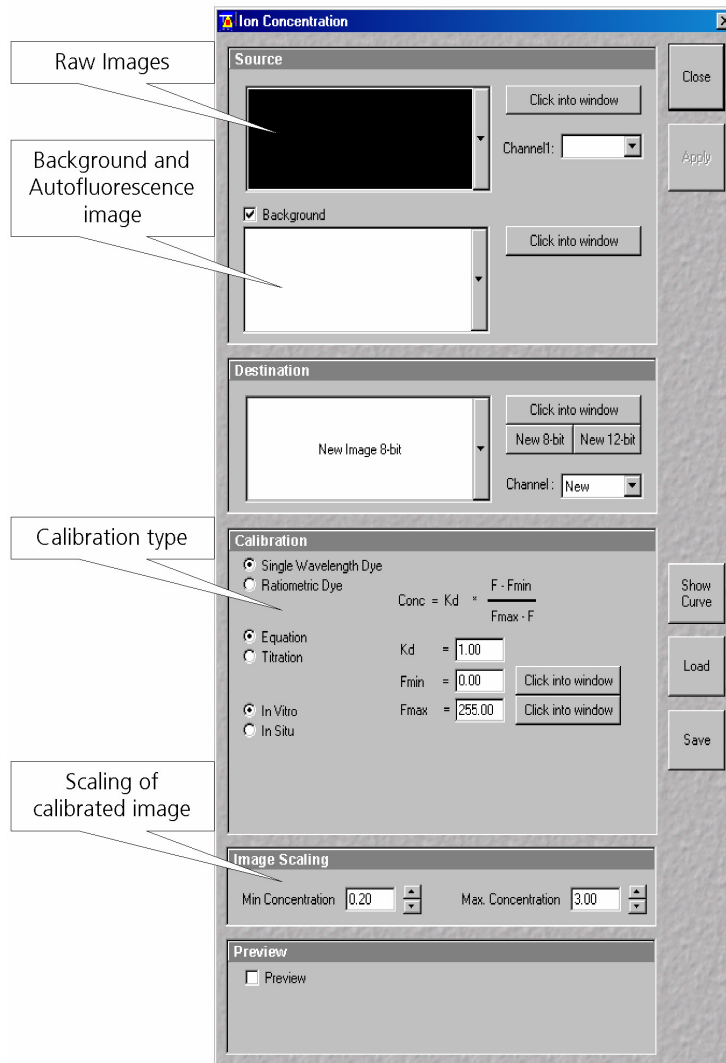 Ion Concentration
Raw Images
Source
Click into window
Close
Channel1:
Apply
Background and
Autofluorescence
image
Background
Click into window
Destination
New Image 8-bit
Click into window
New 8-bit New 12-bit
Channel : New
Calibration type
Calibration
Single Wavelength Dye
Ratiometric Dye
Conc = Kd * F - Fmin
Fmax - F
Show
Curve
Equation
Titration
Kd = 1.00
Fmin = 0.00 Click into window
Load
In Vitro
In Situ
Fmax = 255.00 Click into window
Save
Scaling of
calibrated image
Image Scaling
Min Concentration 0.20 Max. Concentration 3.00
Preview
Preview